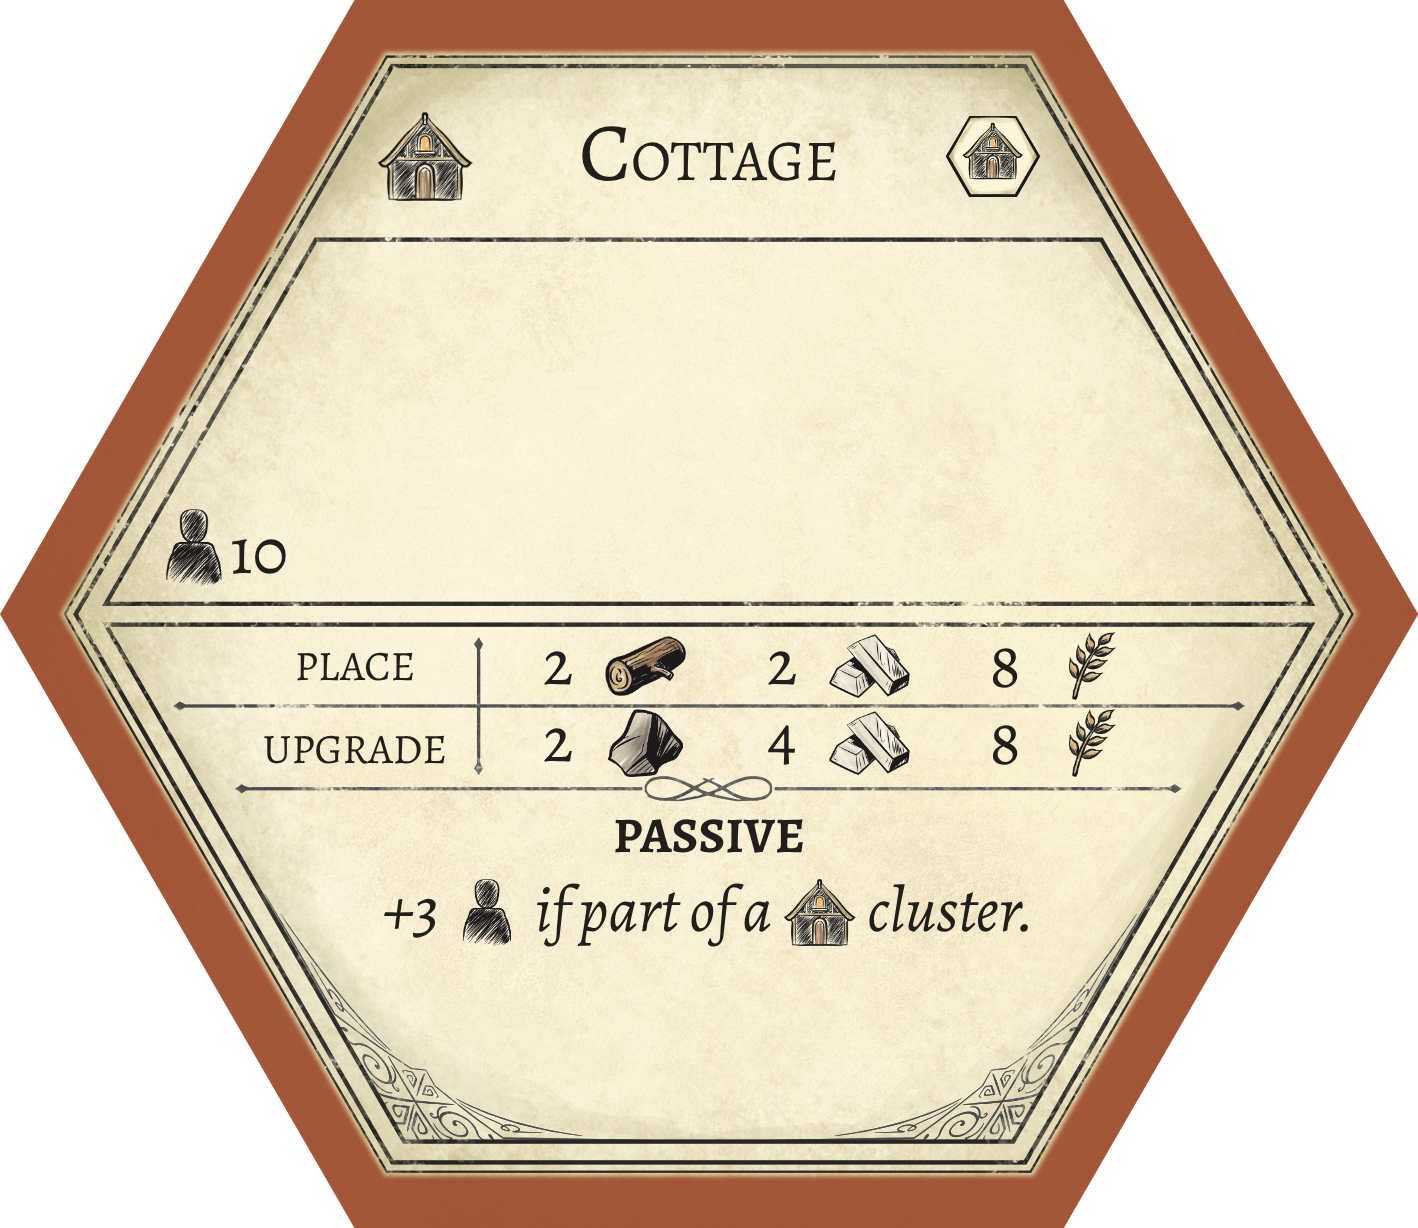 Cottage
10
PLACE 2 2 8
UPGRADE 2 4 8
PASSIVE
+3 if part of a cluster.